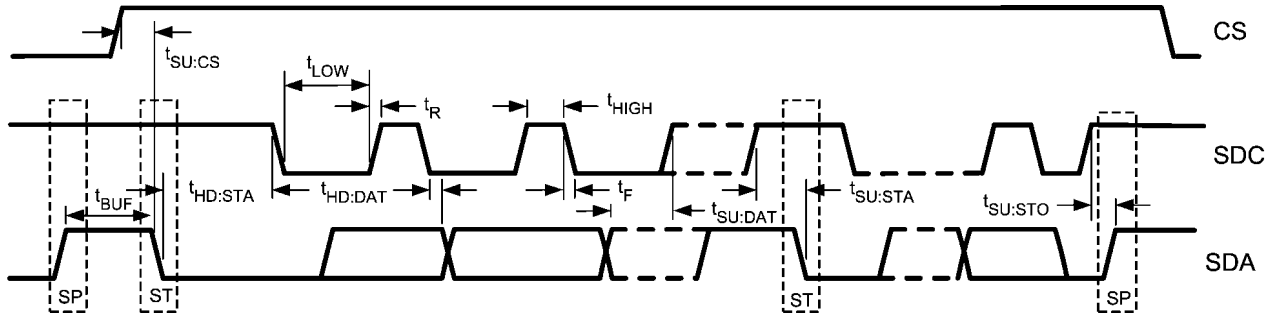 CS
tSU:CS
tLOW
tR
tHIGH
SDC
tHD:STA
tHD:DAT
tF
tSU:DAT
tSU:STA
tSU:STO
tBUF
SDA
SP
ST
ST
SP